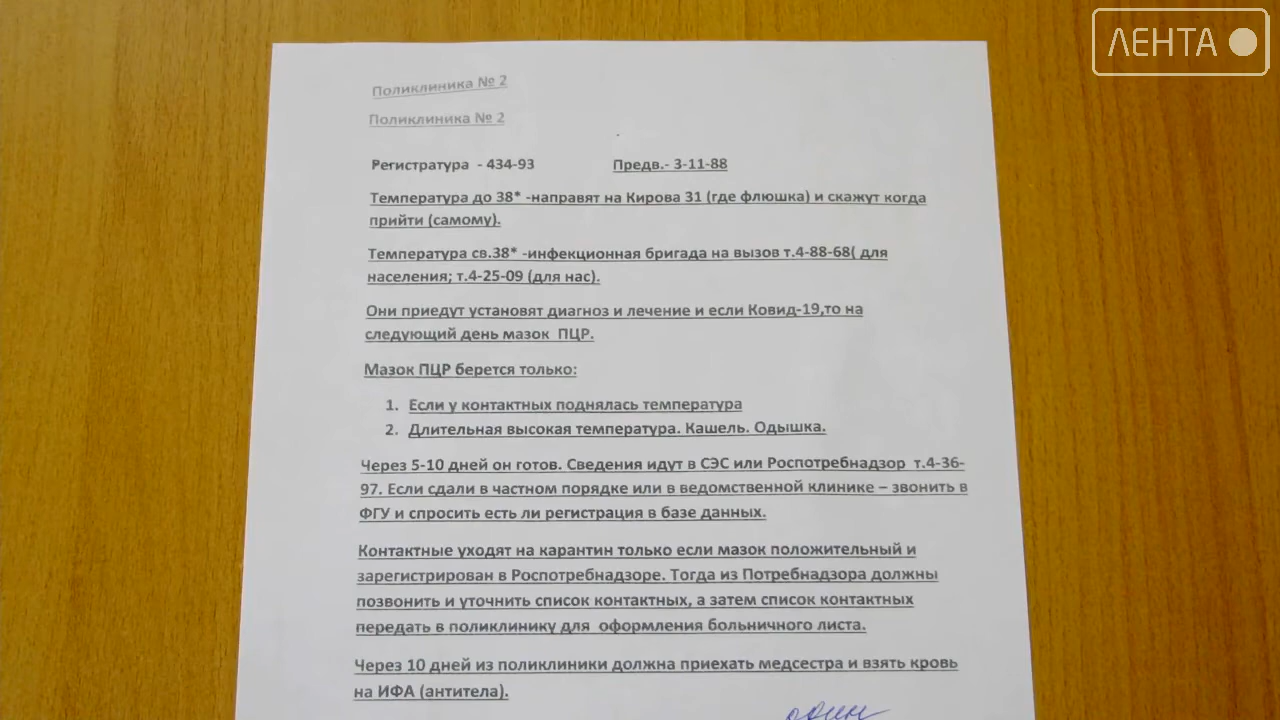 ЛЕНТА
Поликлиника № 2
Поликлиника № 2
Регистратура - 434-93 Предв.- 3-11-88
Температура до 38* -направят на Кирова 31 (где флюшка) и скажут когда
прийти (самому).
Температура св.38* -инфекционная бригада на вызов т.4-88-68( для
населения; т.4-25-09 (для нас).
Они приедут установят диагноз и лечение и если Ковид-19,то на
следующий день мазок ПЦР.
Мазок ПЦР берется только:
1. Если у контактных поднялась температура
2. Длительная высокая температура. Кашель. Одышка.
Через 5-10 дней он готов. Сведения идут в СЭС или Роспотребнадзор т.4-36-
97. Если сдали в частном порядке или в ведомственной клинике – звонить в
ФГУ и спросить есть ли регистрация в базе данных.
Контактные уходят на карантин только если мазок положительный и
зарегистрирован в Роспотребнадзоре. Тогда из Потребнадзора должны
позвонить и уточнить список контактных, а затем список контактных
передать в поликлинику для оформления больничного листа.
Через 10 дней из поликлиники должна приехать медсестра и взять кровь
на ИФА (антитела).